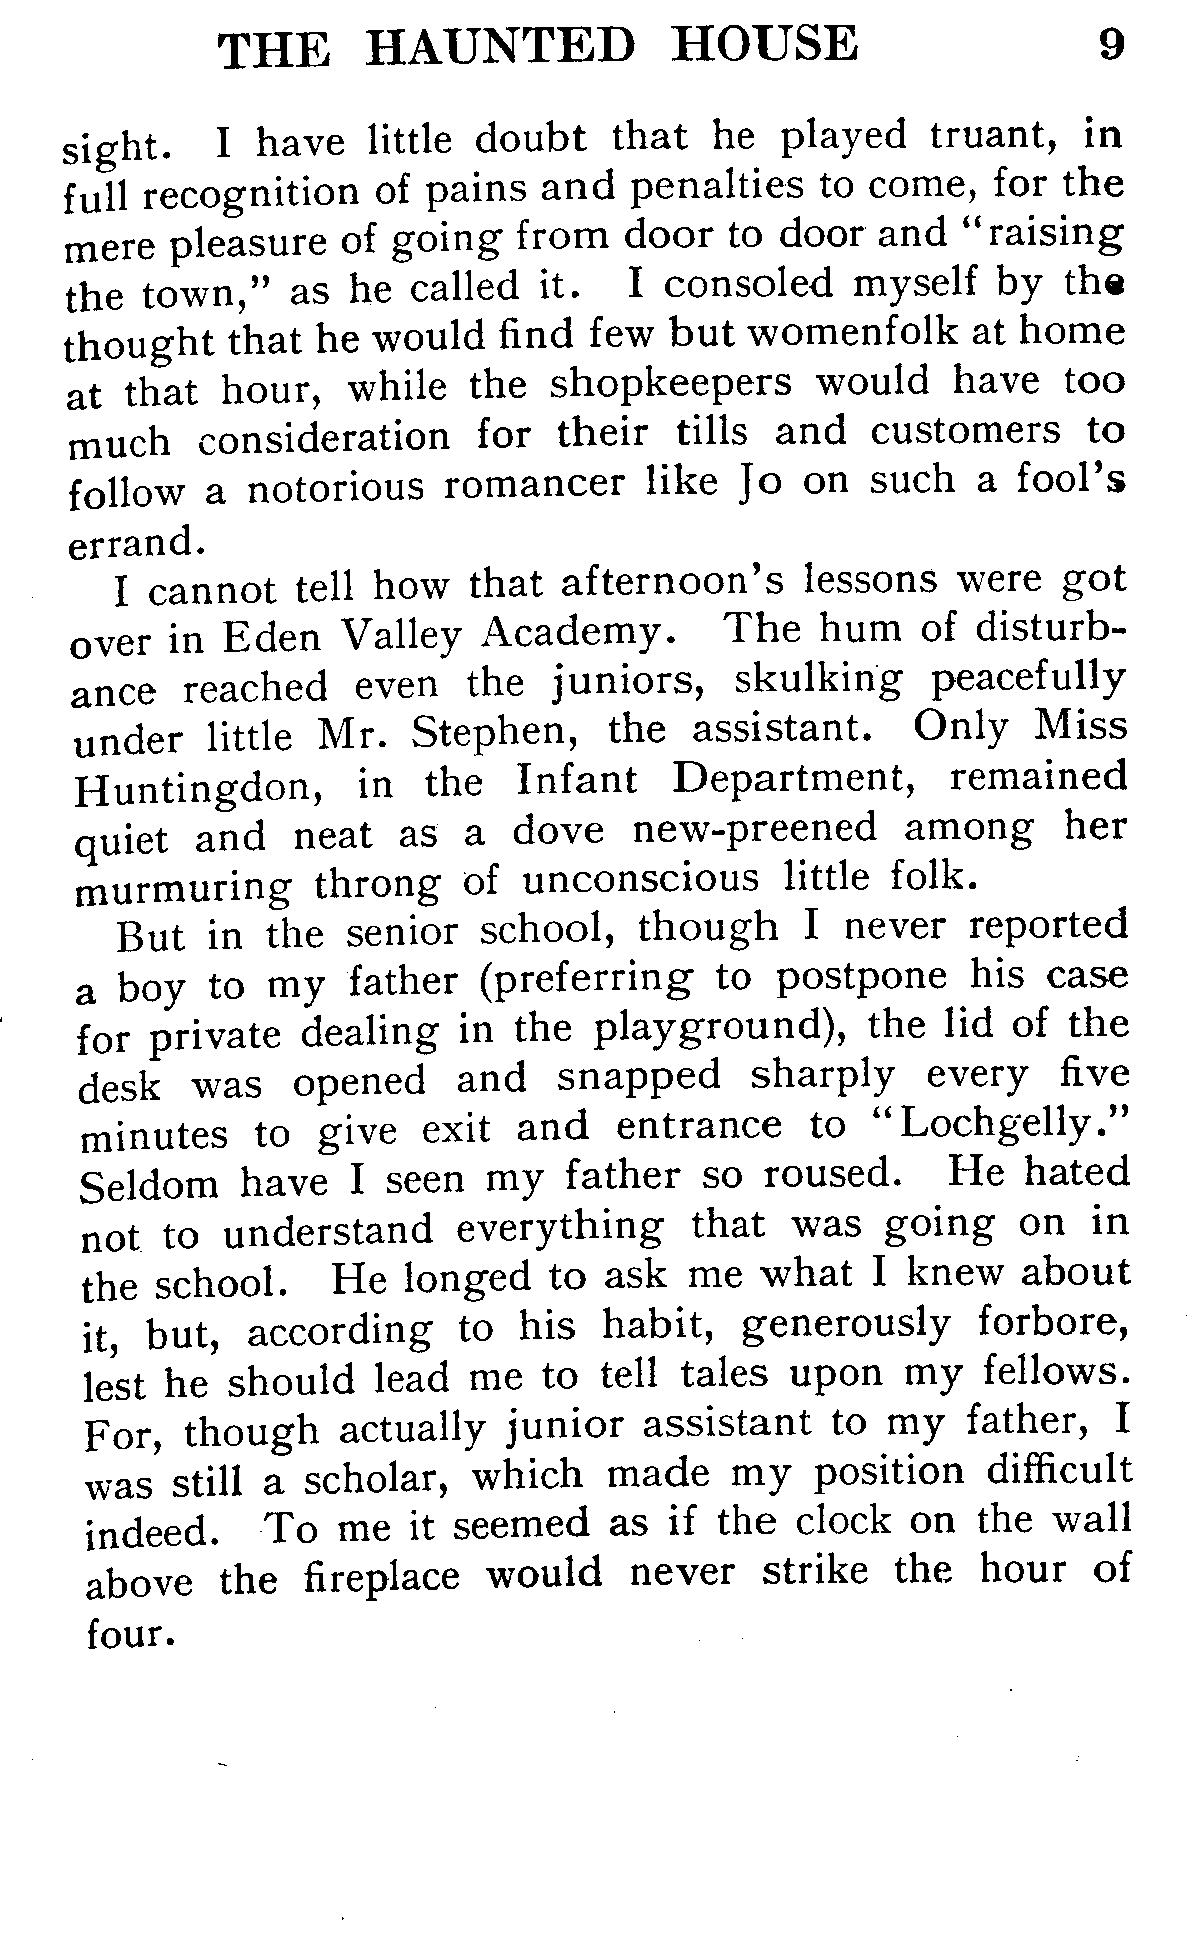 THE HAUNTED HOUSE 9
sight. I have little doubt that he played truant, in
full recognition of pains and penalties to come, for the
mere pleasure of going from door to door and “raising
the town,” as he called it. I consoled myself by the
thought that he would find few but womenfolk at home
at that hour, while the shopkeepers would have too
much consideration for their tills and customers to
follow a notorious romancer like Jo on such a fool’s
errand.
I cannot tell how that afternoon’s lessons were got
over in Eden Valley Academy. The hum of disturb-
ance reached even the juniors, skulking peacefully
under little Mr. Stephen, the assistant. Only Miss
Huntingdon, in the Infant Department, remained
quiet and neat as a dove new-preened among her
murmuring throng of unconscious little folk.
But in the senior school, though I never reported
a boy to my father (preferring to postpone his case
for private dealing in the playground), the lid of the
desk was opened and snapped sharply every five
minutes to give exit and entrance to “Lochgelly.”
Seldom have I seen my father so roused. He hated
not to understand everything that was going on in
the school. He longed to ask me what I knew about
it, but, according to his habit, generously forbore,
lest he should lead me to tell tales upon my fellows.
For, though actually junior assistant to my father, I
was still a scholar, which made my position difficult
indeed. To me it seemed as if the clock on the wall
above the fireplace would never strike the hour of
four.